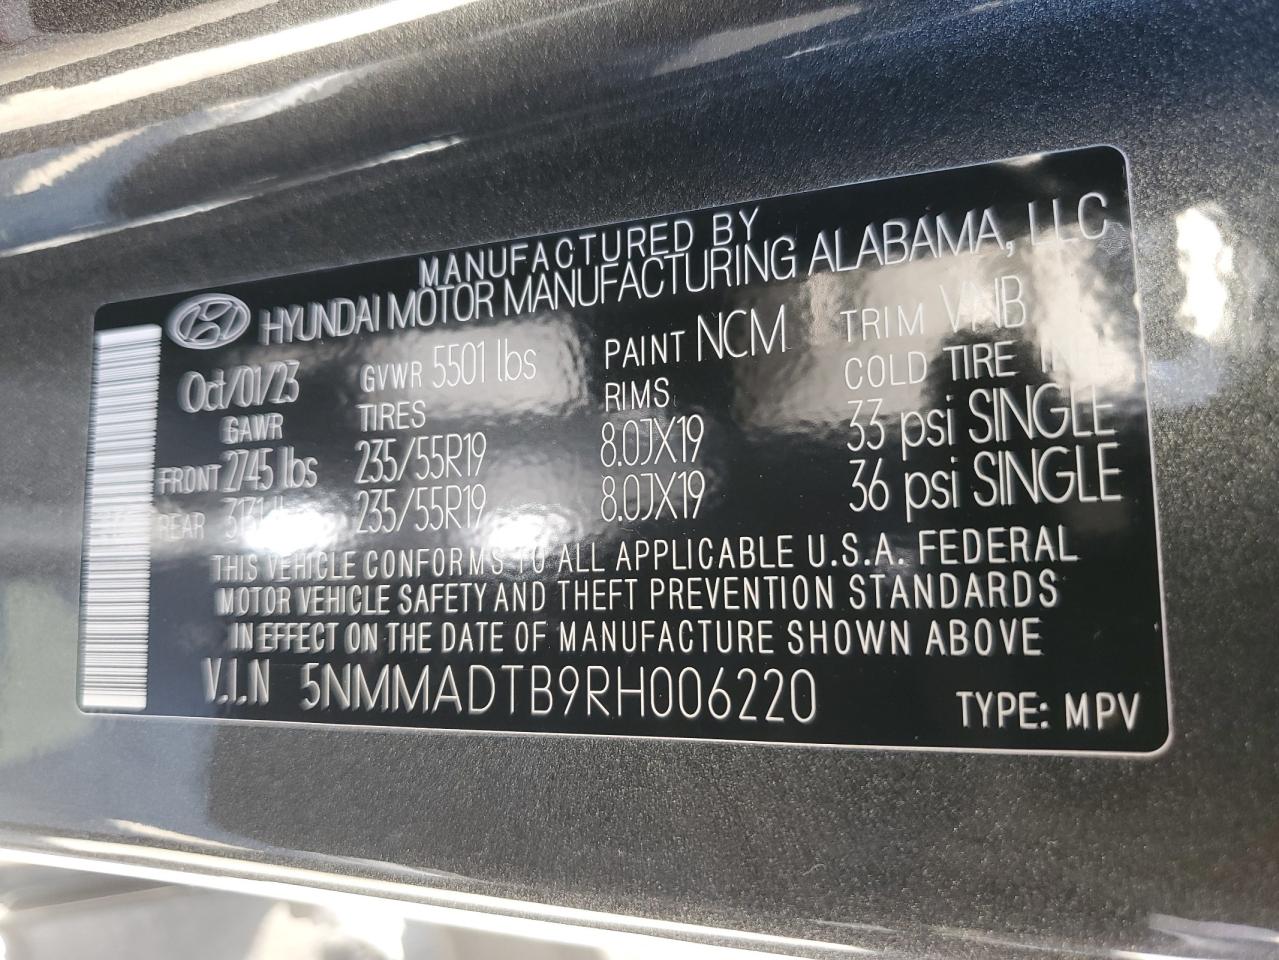 MANUFACTURED BY
HYUNDAI MOTOR MANUFACTURING ALABAMA, LLC
Oct/01/23 GVWR 5501 lbs PAINT NCM TRIM VNB
GAWR TIRES RIMS COLD TIRE
FRONT 2745 lbs 235/55R19 8.0JX19 33 psi SINGLE
REAR 235/55R19 8.0JX19 36 psi SINGLE
THIS VEHICLE CONFORMS TO ALL APPLICABLE U.S.A. FEDERAL
MOTOR VEHICLE SAFETY AND THEFT PREVENTION STANDARDS
IN EFFECT ON THE DATE OF MANUFACTURE SHOWN ABOVE
V.I.N 5NMMADTB9RH006220 TYPE: MPV